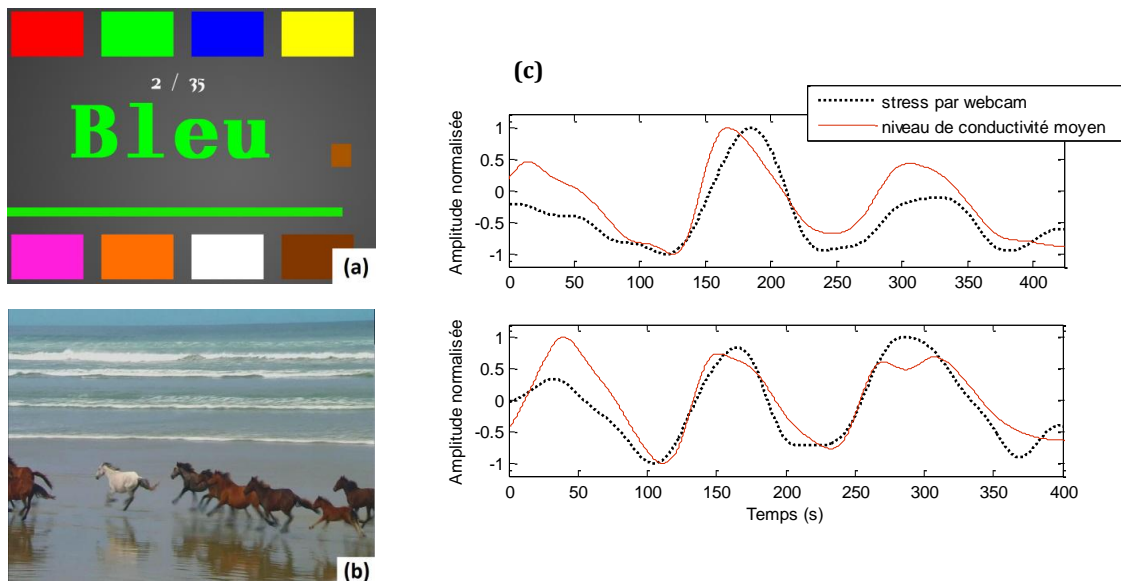 2 / 35
Bleu
(a)
(b)
(c)
stress par webcam
niveau de conductivité moyen
Amplitude normalisée
1
0.5
0
-0.5
-1
0 50 100 150 200 250 300 350 400
Amplitude normalisée
1
0.5
0
-0.5
-1
0 50 100 150 200 250 300 350 400
Temps (s)